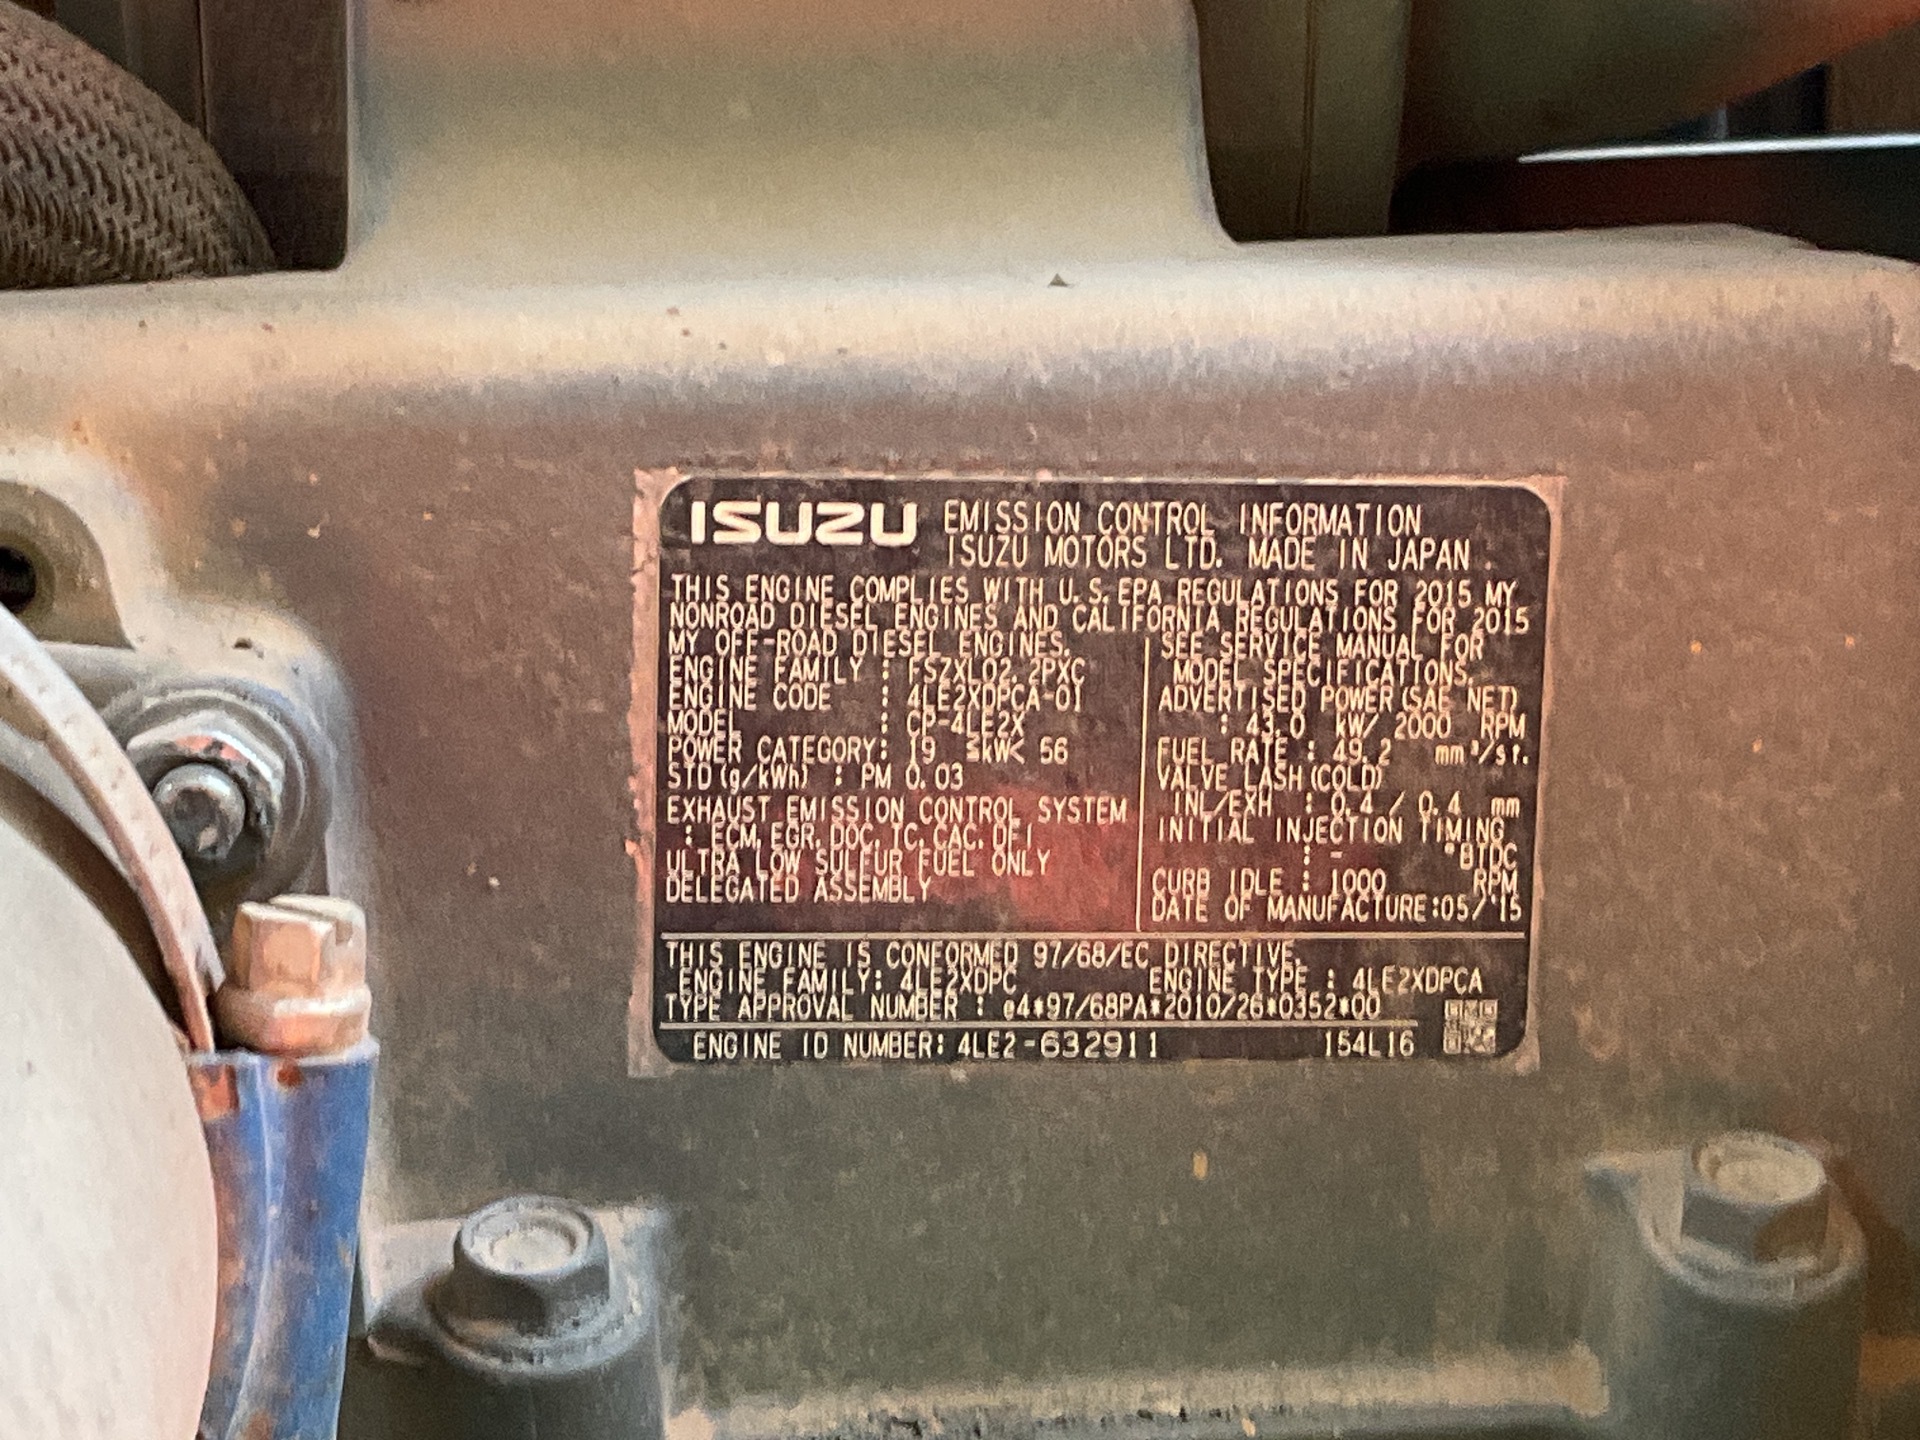 ISUZU EMISSION CONTROL INFORMATION
ISUZU MOTORS LTD. MADE IN JAPAN.
THIS ENGINE COMPLIES WITH U.S.EPA REGULATIONS FOR 2015 MY
NONROAD DIESEL ENGINES AND CALIFORNIA REGULATIONS FOR 2015
MY OFF-ROAD DIESEL ENGINES.
ENGINE FAMILY : FSZXL02.2PXC
ENGINE CODE : 4LE2XDPCA-01
MODEL : CP-4LE2X
POWER CATEGORY: 19 ≦kW< 56
STD(g/kWh) : PM 0.03
EXHAUST EMISSION CONTROL SYSTEM
: ECM, EGR, DOC, TC, CAC, DFI
ULTRA LOW SULFUR FUEL ONLY
DELEGATED ASSEMBLY
SEE SERVICE MANUAL FOR
MODEL SPECIFICATIONS.
ADVERTISED POWER(SAE NET)
: 43.0 kW/ 2000 RPM
FUEL RATE : 49.2 mm³/st.
VALVE LASH(COLD)
INL/EXH : 0.4 / 0.4 mm
INITIAL INJECTION TIMING
: - °BTDC
CURB IDLE : 1000 RPM
DATE OF MANUFACTURE:05/'15
THIS ENGINE IS CONFORMED 97/68/EC DIRECTIVE.
ENGINE FAMILY: 4LE2XDPC ENGINE TYPE : 4LE2XDPCA
TYPE APPROVAL NUMBER : e4*97/68PA*2010/26*0352*00
ENGINE ID NUMBER: 4LE2-632911 154L16